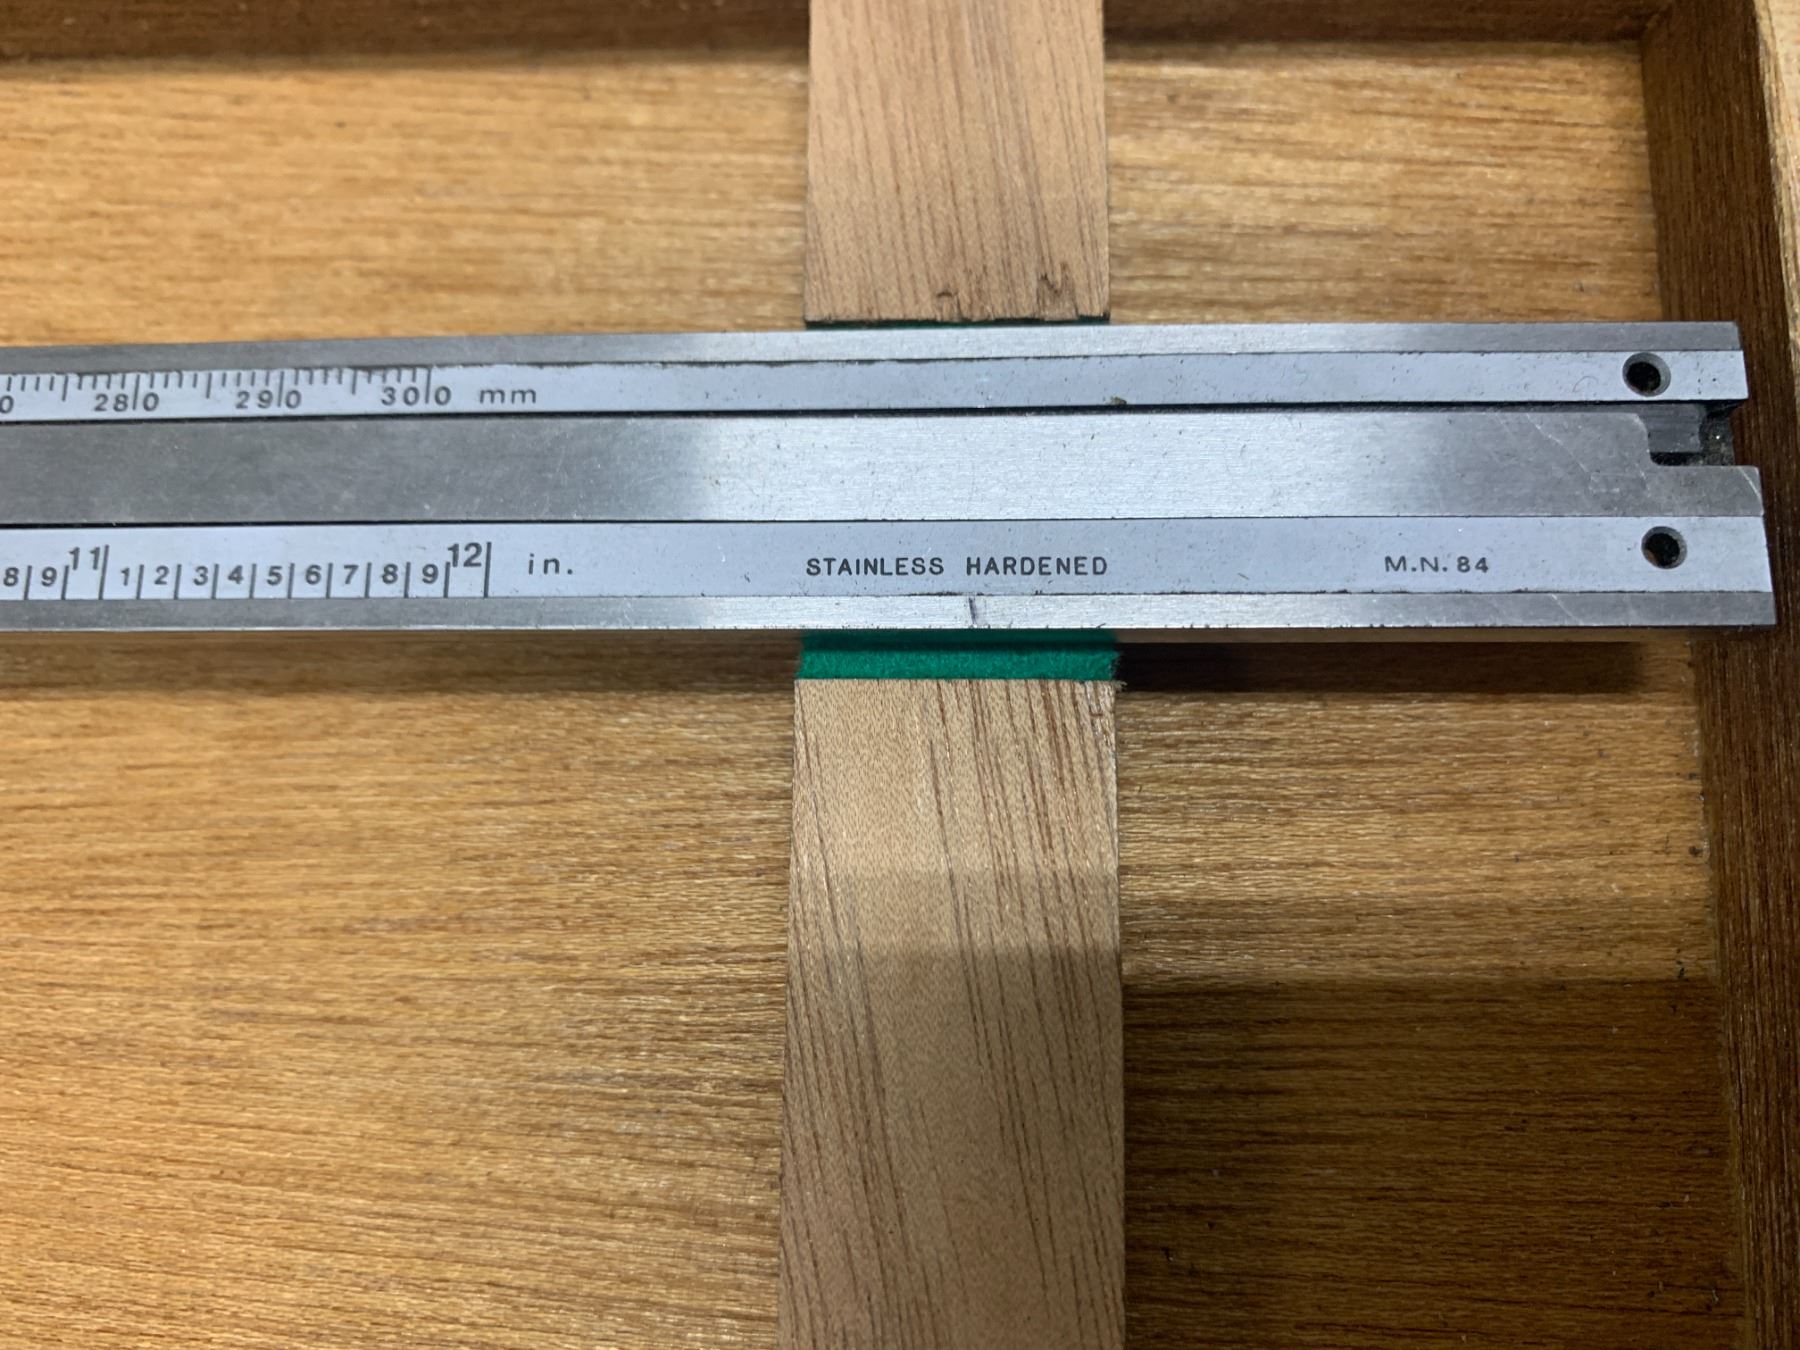 0 280 290 300 mm
8 9 11 1 2 3 4 5 6 7 8 9 12 in. STAINLESS HARDENED M.N. 84